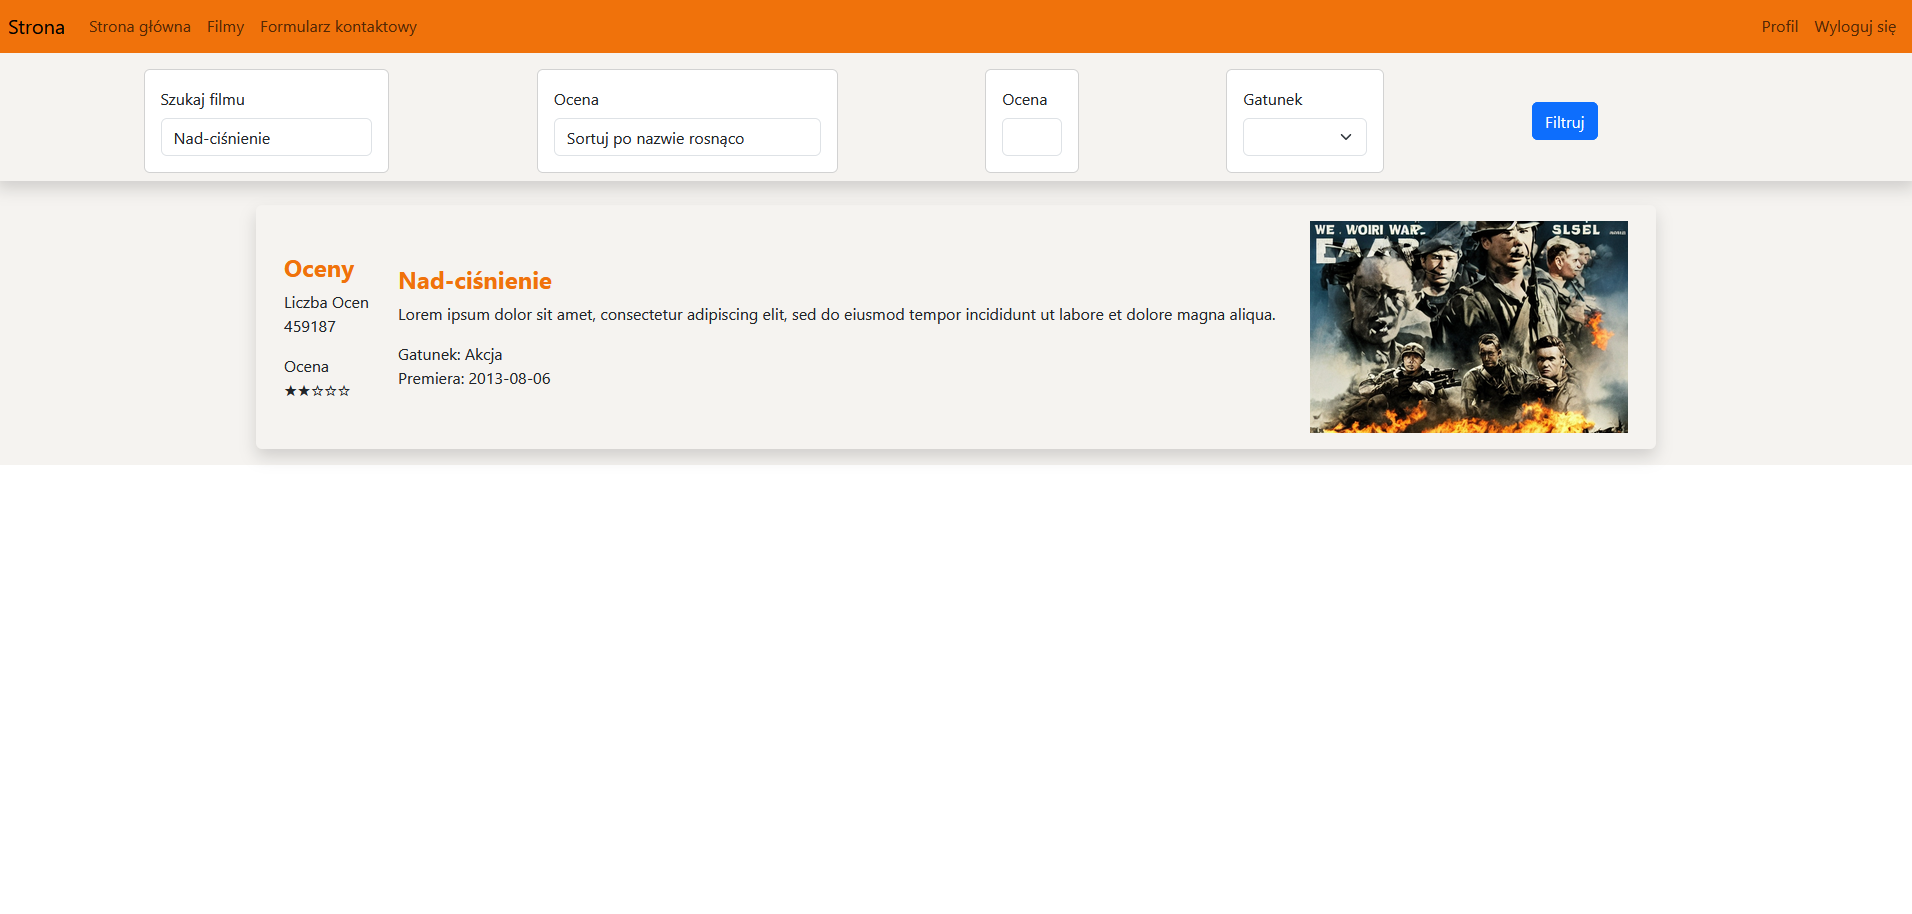 Strona Strona główna Filmy Formularz kontaktowy Profil Wyloguj się
Szukaj filmu
Nad-ciśnienie
Ocena
Sortuj po nazwie rosnąco
Ocena
Gatunek
Filtruj
Oceny
Liczba Ocen
459187
Ocena
★★☆☆☆
Nad-ciśnienie
Lorem ipsum dolor sit amet, consectetur adipiscing elit, sed do eiusmod tempor incididunt ut labore et dolore magna aliqua.
Gatunek: Akcja
Premiera: 2013-08-06
WE . WOIRI WAR
SLSEL